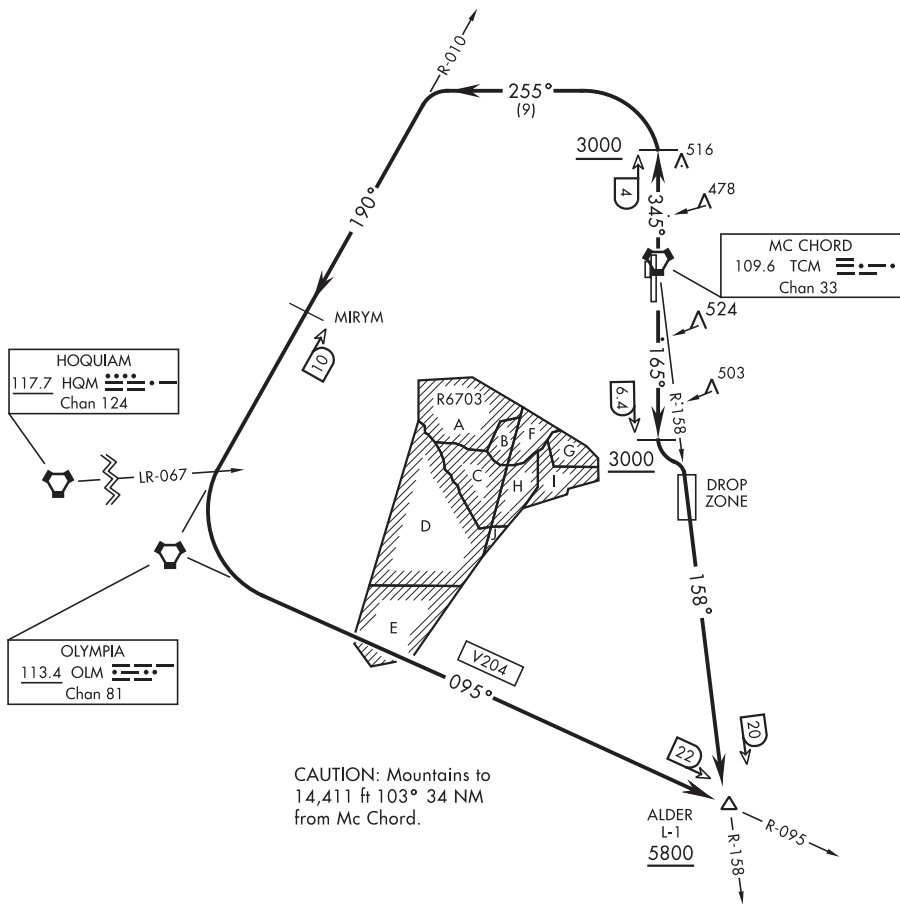 R-010
255°
(9)
3000
516
4
345°
478
190°
MC CHORD
109.6 TCM
Chan 33
MIRYM
10
524
165°
HOQUIAM
117.7 HQM
Chan 124
R6703
A
B
F
G
C
H
I
J
D
E
6.4
503
R-158
3000
LR-067
DROP
ZONE
158°
OLYMPIA
113.4 OLM
Chan 81
V204
095°
22
20
CAUTION: Mountains to
14,411 ft 103° 34 NM
from Mc Chord.
ALDER
L-1
5800
R-095
R-158